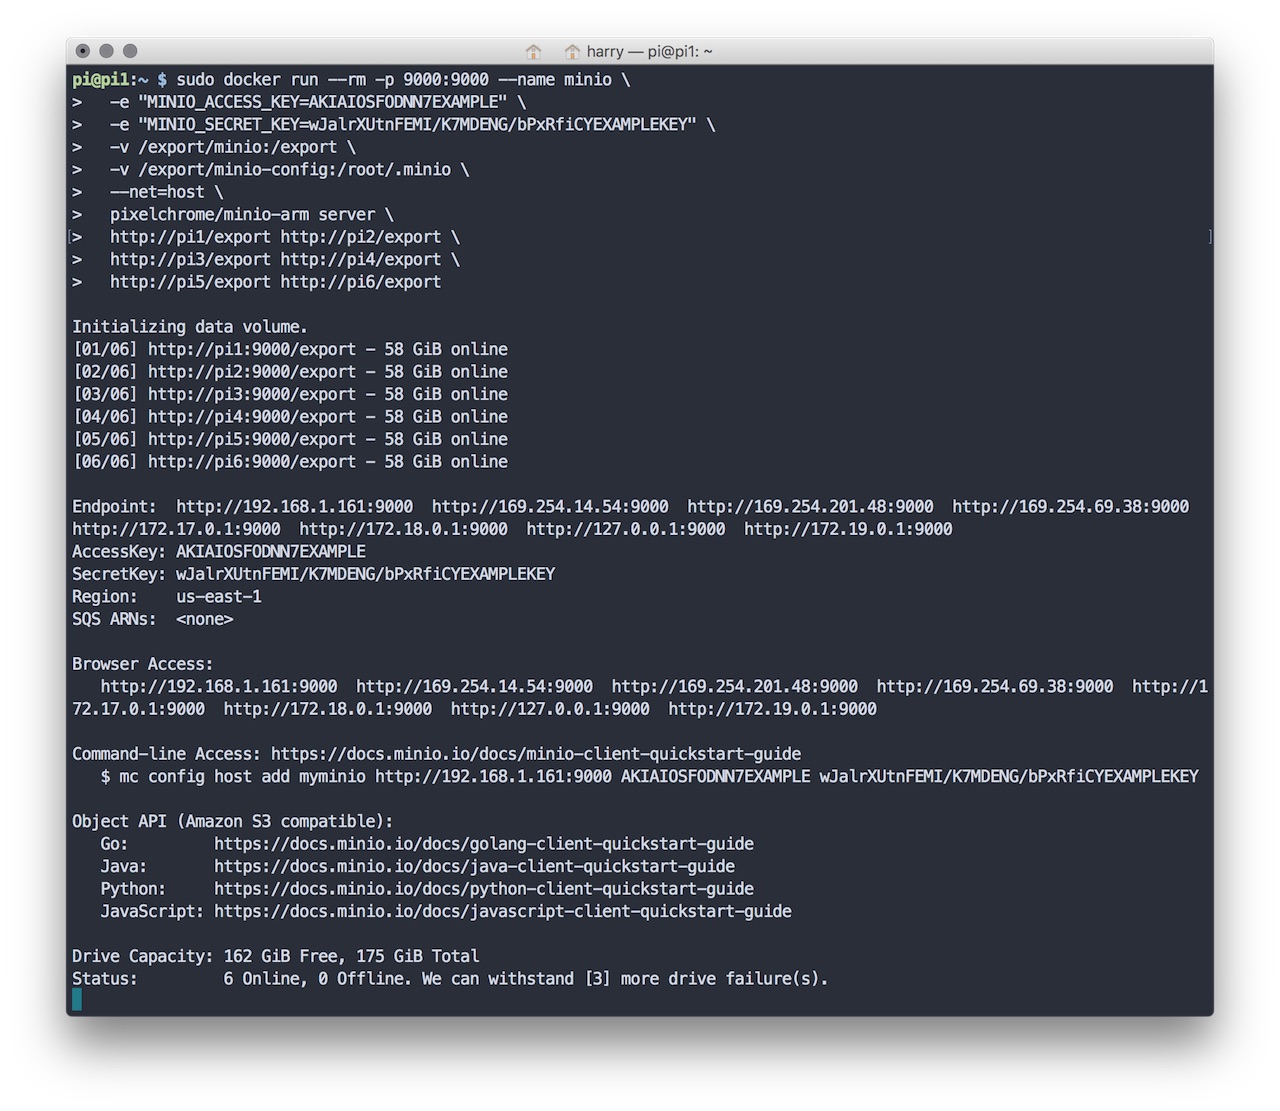 harry — pi@pi1: ~
pi@pi1:~ $ sudo docker run --rm -p 9000:9000 --name minio \
>   -e "MINIO_ACCESS_KEY=AKIAIOSFODNN7EXAMPLE" \
>   -e "MINIO_SECRET_KEY=wJalrXUtnFEMI/K7MDENG/bPxRfiCYEXAMPLEKEY" \
>   -v /export/minio:/export \
>   -v /export/minio-config:/root/.minio \
>   --net=host \
>   pixelchrome/minio-arm server \
[>   http://pi1/export http://pi2/export \ ]
>   http://pi3/export http://pi4/export \
>   http://pi5/export http://pi6/export
Initializing data volume.
[01/06] http://pi1:9000/export - 58 GiB online
[02/06] http://pi2:9000/export - 58 GiB online
[03/06] http://pi3:9000/export - 58 GiB online
[04/06] http://pi4:9000/export - 58 GiB online
[05/06] http://pi5:9000/export - 58 GiB online
[06/06] http://pi6:9000/export - 58 GiB online
Endpoint:  http://192.168.1.161:9000  http://169.254.14.54:9000  http://169.254.201.48:9000  http://169.254.69.38:9000
http://172.17.0.1:9000  http://172.18.0.1:9000  http://127.0.0.1:9000  http://172.19.0.1:9000
AccessKey: AKIAIOSFODNN7EXAMPLE
SecretKey: wJalrXUtnFEMI/K7MDENG/bPxRfiCYEXAMPLEKEY
Region:    us-east-1
SQS ARNs:  <none>
Browser Access:
   http://192.168.1.161:9000  http://169.254.14.54:9000  http://169.254.201.48:9000  http://169.254.69.38:9000  http://1
72.17.0.1:9000  http://172.18.0.1:9000  http://127.0.0.1:9000  http://172.19.0.1:9000
Command-line Access: https://docs.minio.io/docs/minio-client-quickstart-guide
   $ mc config host add myminio http://192.168.1.161:9000 AKIAIOSFODNN7EXAMPLE wJalrXUtnFEMI/K7MDENG/bPxRfiCYEXAMPLEKEY
Object API (Amazon S3 compatible):
   Go:         https://docs.minio.io/docs/golang-client-quickstart-guide
   Java:       https://docs.minio.io/docs/java-client-quickstart-guide
   Python:     https://docs.minio.io/docs/python-client-quickstart-guide
   JavaScript: https://docs.minio.io/docs/javascript-client-quickstart-guide
Drive Capacity: 162 GiB Free, 175 GiB Total
Status:         6 Online, 0 Offline. We can withstand [3] more drive failure(s).